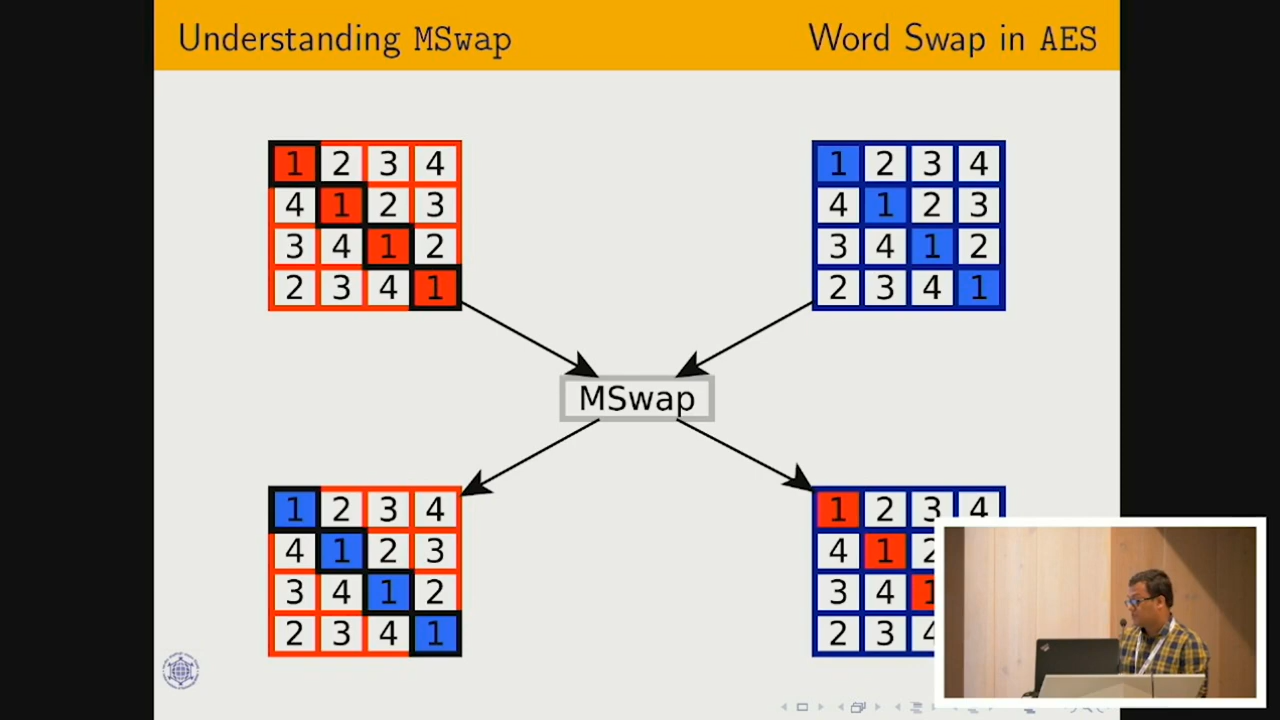 Understanding MSwap
Word Swap in AES
1 2 3 4
4 1 2 3
3 4 1 2
2 3 4 1
1 2 3 4
4 1 2 3
3 4 1 2
2 3 4 1
MSwap
1 2 3 4
4 1 2 3
3 4 1 2
2 3 4 1
1 2 3 4
4 1 2
3 4 1
2 3 4